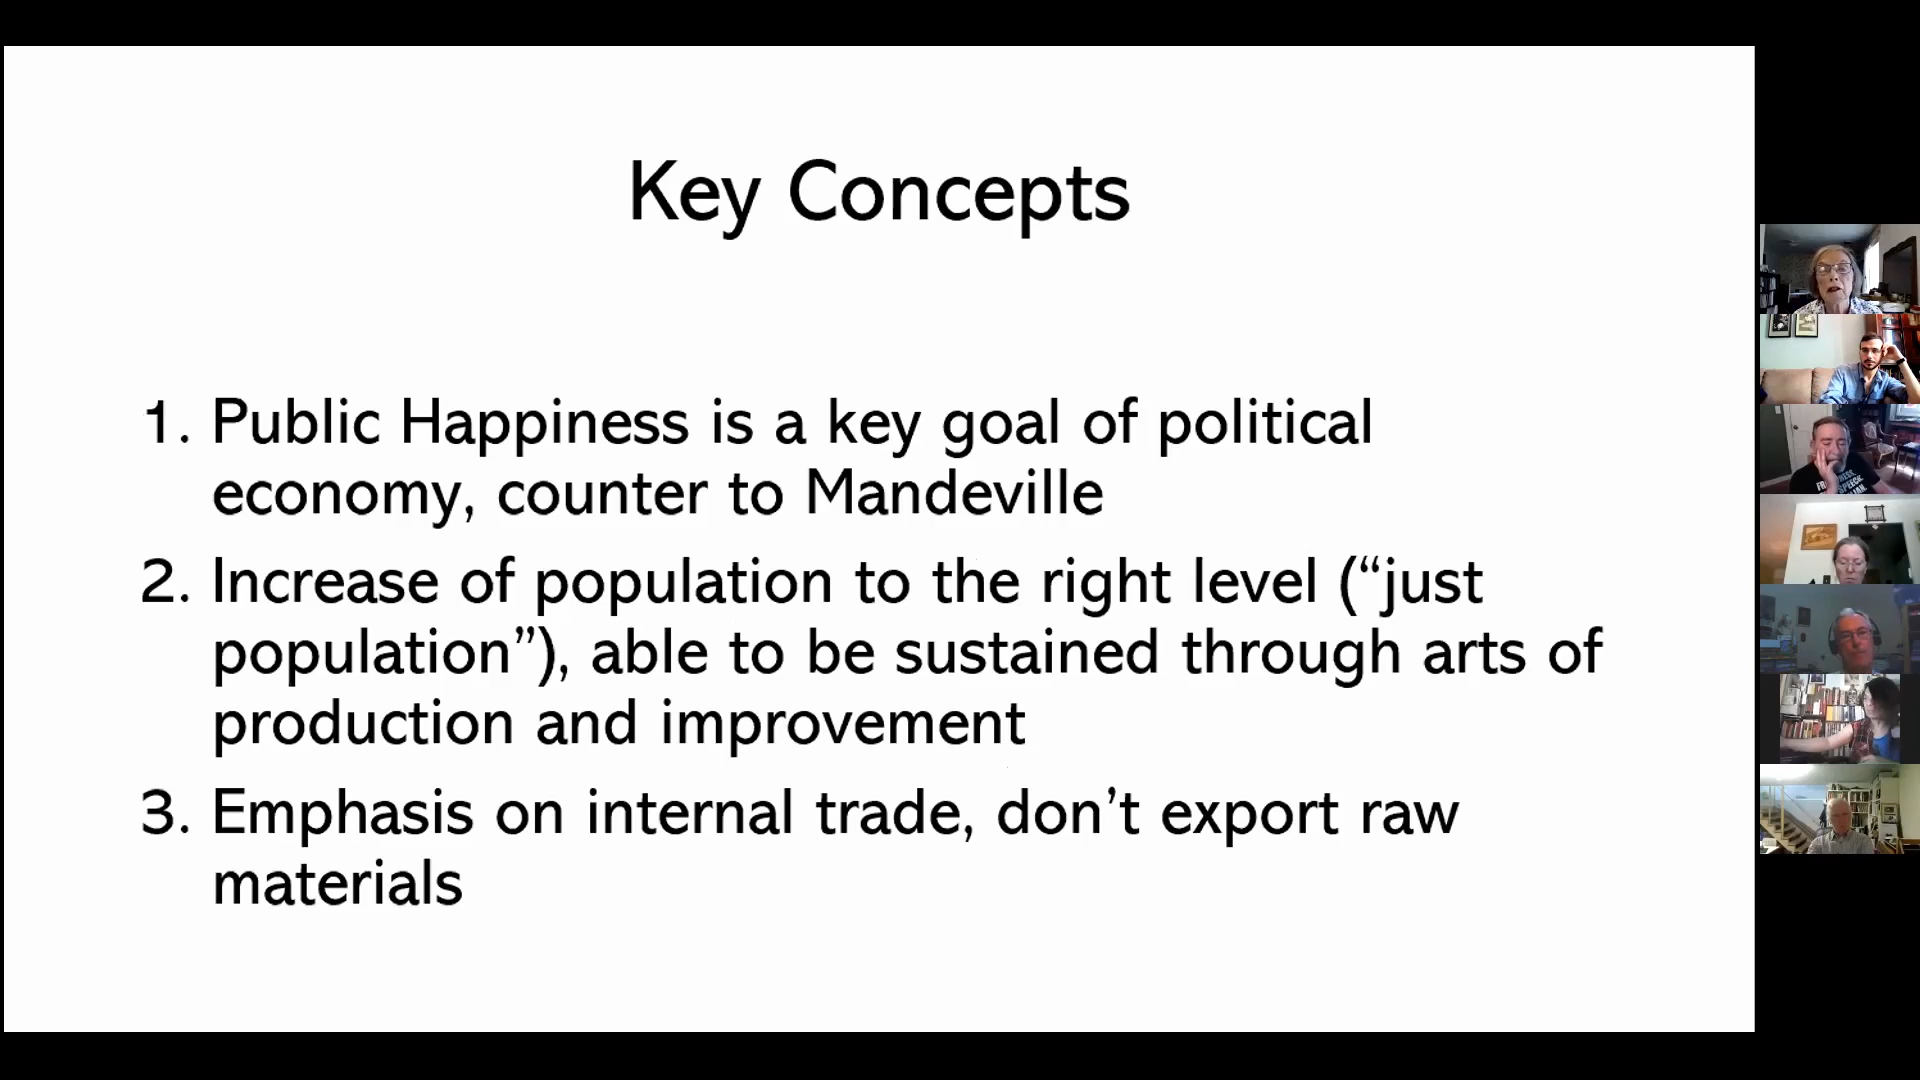 Key Concepts
1. Public Happiness is a key goal of political
economy, counter to Mandeville
2. Increase of population to the right level (“just
population”), able to be sustained through arts of
production and improvement
3. Emphasis on internal trade, don’t export raw
materials
SPEECH.